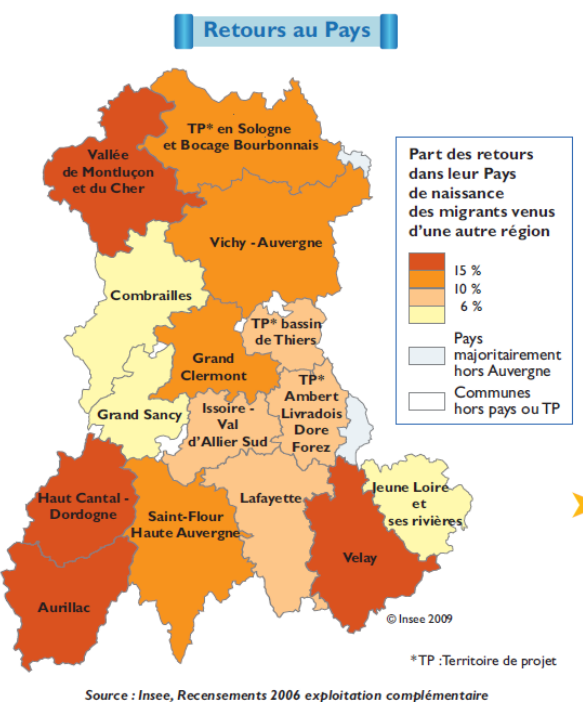 Retours au Pays
TP* en Sologne
et Bocage Bourbonnais
Vallée
de Montluçon
et du Cher
Part des retours
dans leur Pays
de naissance
des migrants venus
d'une autre région
15 %
10 %
6 %
Pays
majoritairement
hors Auvergne
Communes
hors pays ou TP
Vichy - Auvergne
Combrailles
TP* bassin
de Thiers
Grand
Clermont
TP*
Ambert
Livradois
Dore
Forez
Grand Sancy
Issoire -
Val
d'Allier Sud
Haut Cantal -
Dordogne
Saint-Flour
Haute Auvergne
Lafayette
Jeune Loire
et
ses rivières
Velay
Aurillac
© Insee 2009
*TP :Territoire de projet
Source : Insee, Recensements 2006 exploitation complémentaire